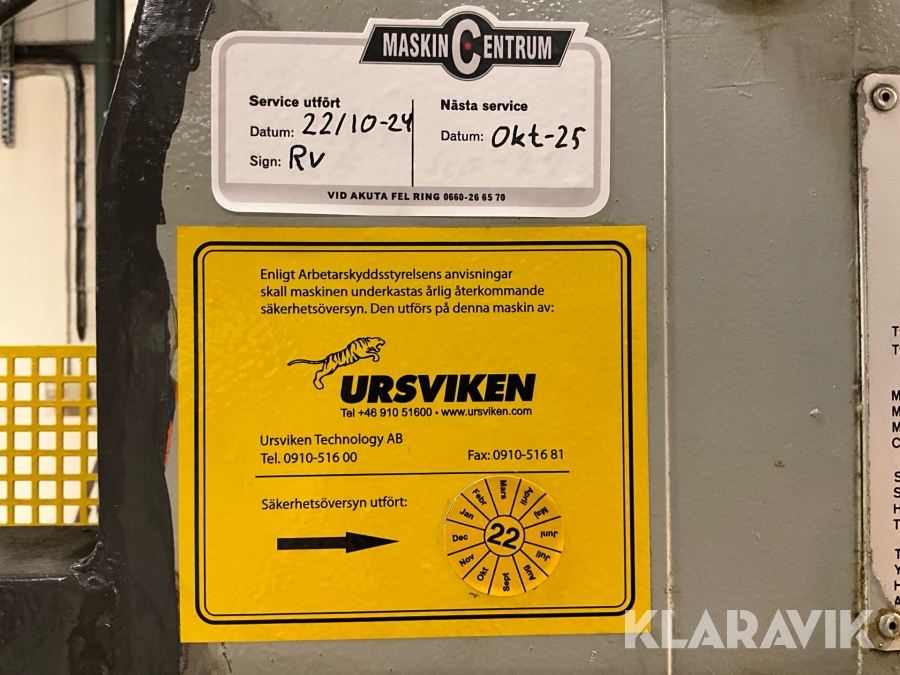 MASKINCENTRUM
Service utfört
Datum: 22/10-24
Sign: RV
Nästa service
Datum: Okt-25
VID AKUTA FEL RING 0660-26 65 70
Enligt Arbetarskyddsstyrelsens anvisningar
skall maskinen underkastas årlig återkommande
säkerhetsöversyn. Den utförs på denna maskin av:
URSVIKEN
Tel +46 910 51600 • www.ursviken.com
Ursviken Technology AB
Tel. 0910-516 00
Fax: 0910-516 81
Säkerhetsöversyn utfört:
Jan
Febr
Mars
April
Maj
Juni
Juli
Aug
Sept
Okt
Nov
Dec
22
KLARAVIK